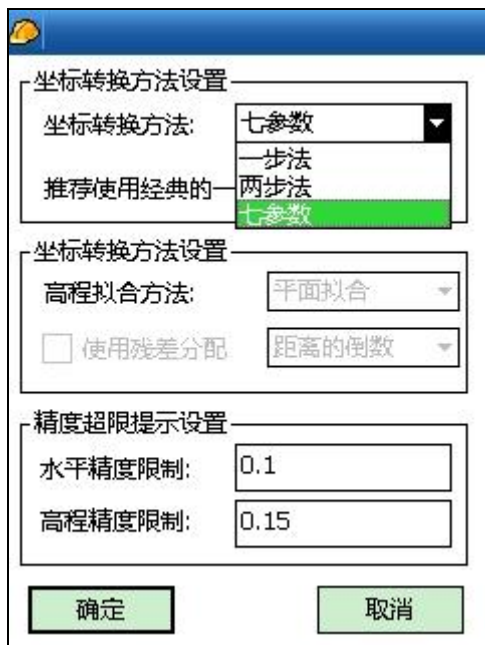 坐标转换方法设置
坐标转换方法: 七参数
一步法
推荐使用经典的一 两步法
七参数
坐标转换方法设置
高程拟合方法: 平面拟合
使用残差分配 距离的倒数
精度超限提示设置
水平精度限制: 0.1
高程精度限制: 0.15
确定 取消